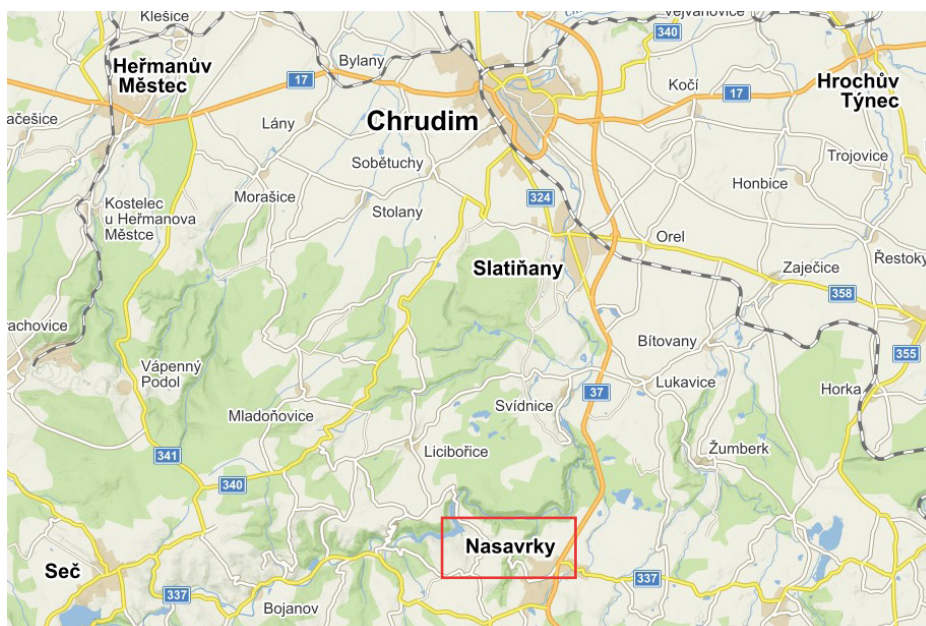 Klešice
Vejvanovice
340
Heřmanův
Městec
Bylany
17
Kočí
17
Hrochův
Týnec
ačešice
Lány
Chrudim
Sobětuchy
Trojovice
Morašice
Honbice
Kostelec
u Heřmanova
Městce
Stolany
324
Orel
Slatiňany
Zaječice
Řestoky
358
rachovice
Bítovany
355
Vápenný
Podol
Lukavice
Horka
37
Svídnice
Mladoňovice
Licibořice
Žumberk
341
340
Nasavrky
Seč
337
337
Bojanov